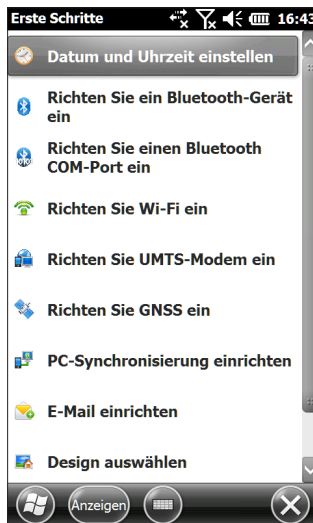 Erste Schritte 16:43
Datum und Uhrzeit einstellen
Richten Sie ein Bluetooth-Gerät
ein
Richten Sie einen Bluetooth
COM-Port ein
Richten Sie Wi-Fi ein
Richten Sie UMTS-Modem ein
Richten Sie GNSS ein
PC-Synchronisierung einrichten
E-Mail einrichten
Design auswählen
Anzeigen